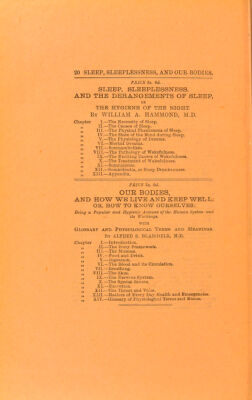 20 SLEEP, SLEEPLESSNESS, AND OUR BODIES.
PRICE 3s. 6d.
SLEEP, SLEEPLESSNESS,
AND THE DERANGEMENTS OF SLEEP,
OR
THE HYGIENE OF THE NIGHT.
BY WILLIAM A. HAMMOND, M.D.
Chapter I.—The Necessity of Sleep.
" II.—The Causes of Sleep.
" III.—The Physical Phenomena of Sleep.
" IV.—The State of the Mind during Sleep.
" V.—The Physiology of Dreams.
" VI.—Morbid Dreams.
" VII.—Somnambulism.
" VIII.—The Pathology of Wakefulness.
" IX.—The Exciting Causes of Wakefulness.
" X.—The Treatment of Wakefulness.
" XI.—Somnolence.
" XII.—Somnolentia, or Sleep Drunkenness.
" XIII.—Appendix.
OUR BODIES,
AND HOW WE LIVE AND KEEP WELL;
OR, HOW TO KNOW OURSELVES.
Being a Popular and Hygienic Account of the Human System and
its Workings.
WITH
GLOSSARY AND PHYSIOLOGICAL TERMS AND MEANINGS.
BY ALFRED S. BLAISDELL, M.D.
Chapter I.—Introduction.
" II.—The Bony Framework.
" III.—The Muscles.
" IV.—Food and Drink.
" V.—Digestion.
" VI.—The Blood and its Circulation.
" VII.—Breathing.
" VIII.—The Skin.
" IX.—The Nervous System.
" X.—The Special Senses.
" XI.—
" XII.—The Throat and Voice.
" XIII.—Matters of Every Day Health and Emergencies.
" XIV.—Glossary of Physiological Terms and Names.